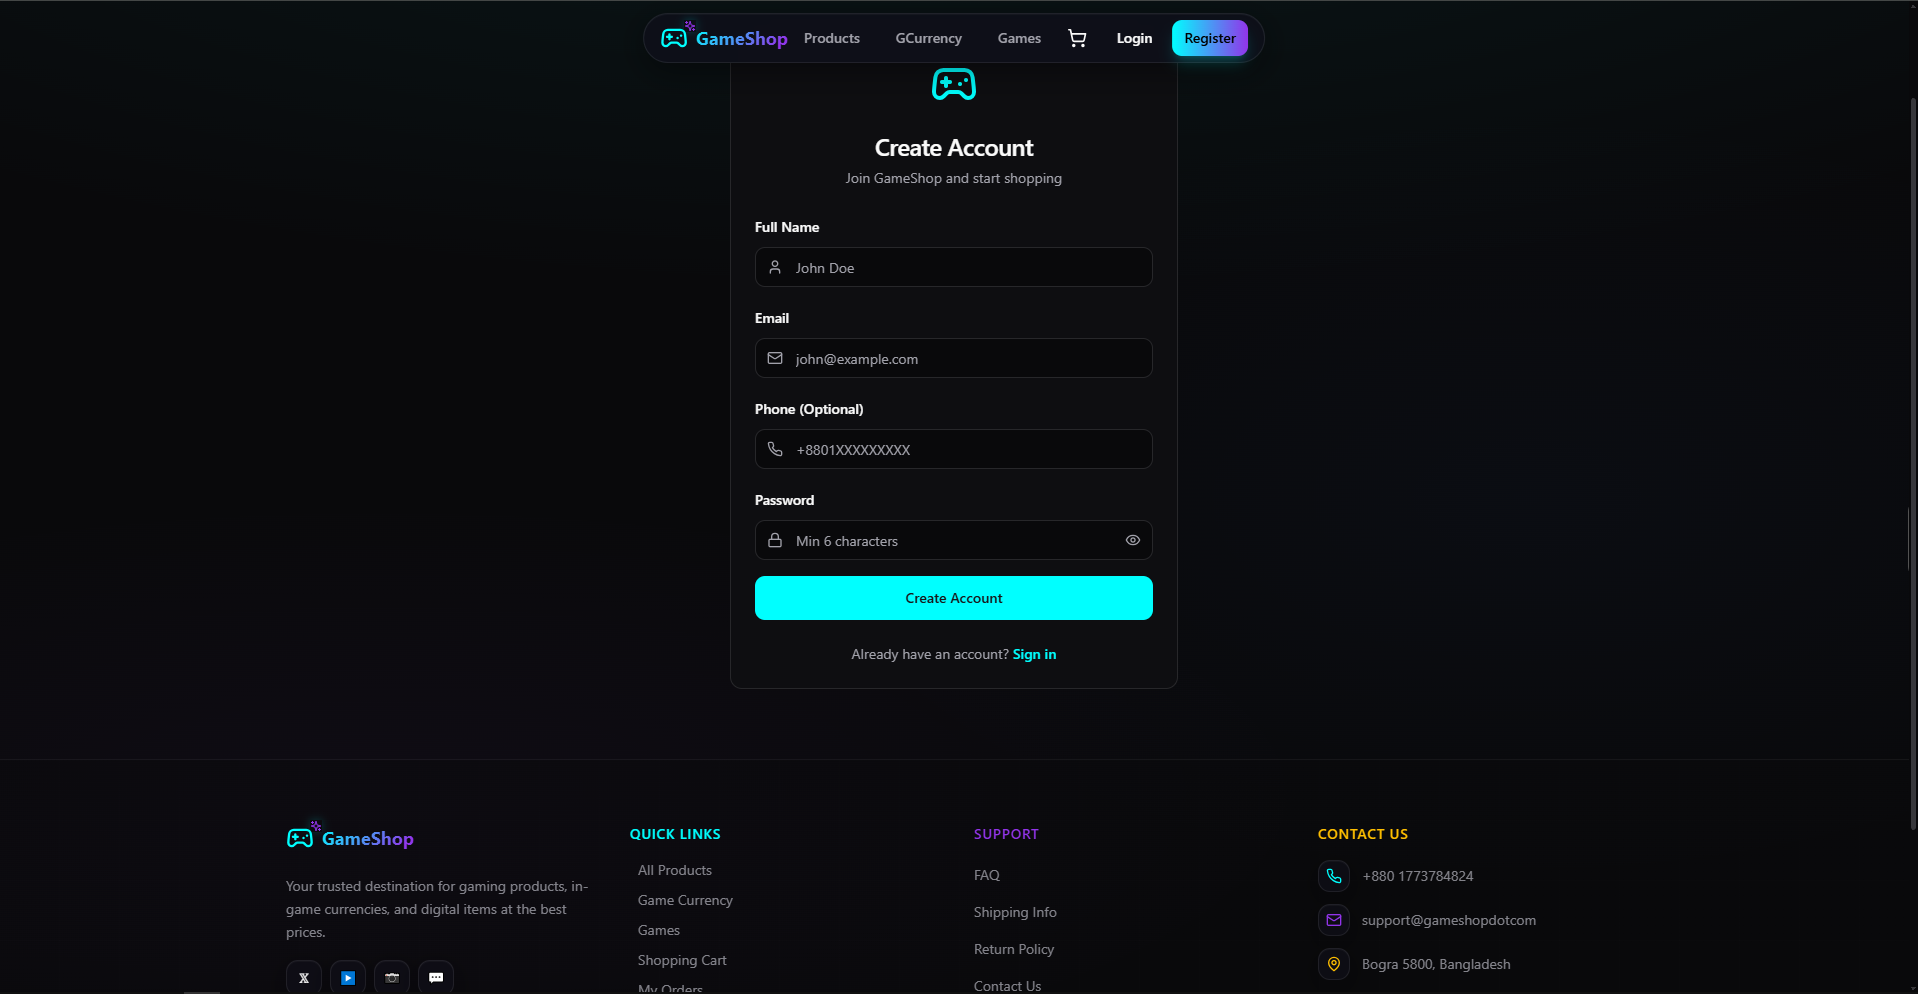 GameShop
Products
GCurrency
Games
Login
Register
Create Account
Join GameShop and start shopping
Full Name
John Doe
Email
john@example.com
Phone (Optional)
+8801XXXXXXXXX
Password
Min 6 characters
Create Account
Already have an account? Sign in
GameShop
Your trusted destination for gaming products, in-
game currencies, and digital items at the best
prices.
QUICK LINKS
All Products
Game Currency
Games
Shopping Cart
My Orders
SUPPORT
FAQ
Shipping Info
Return Policy
Contact Us
CONTACT US
+880 1773784824
support@gameshopdotcom
Bogra 5800, Bangladesh